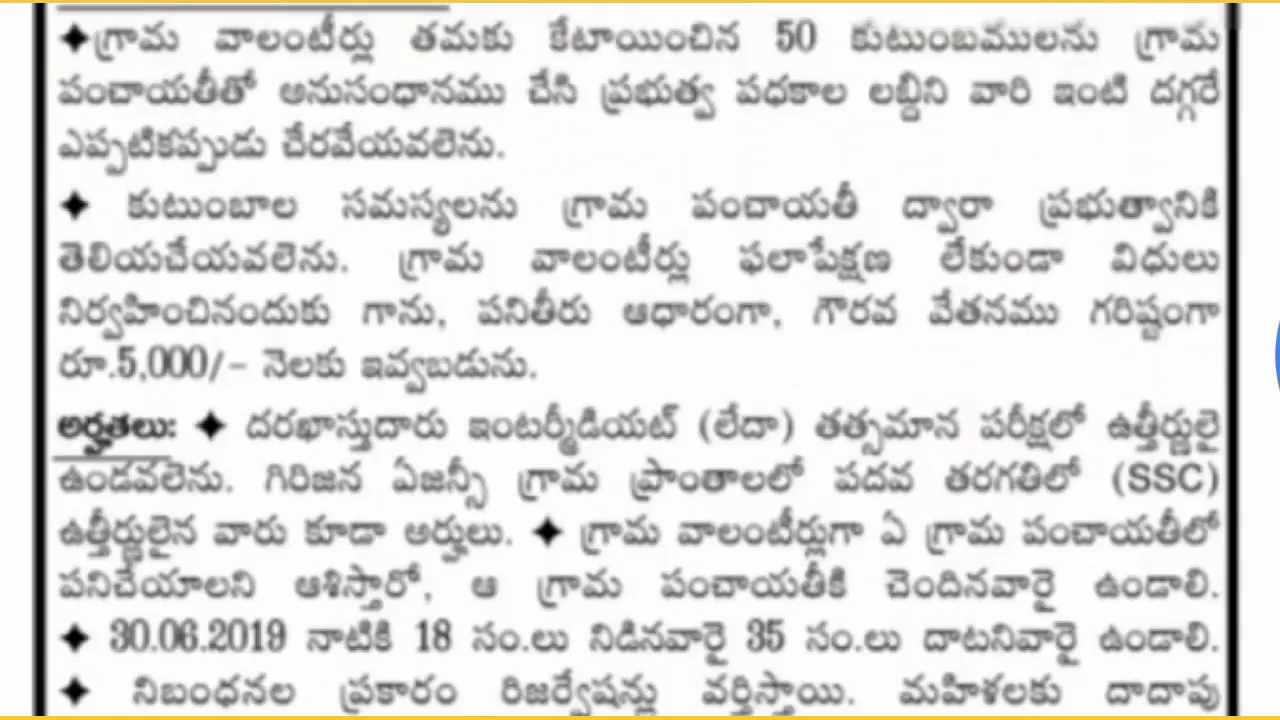 ✦గ్రామ వాలంటీర్లు తమకు కేటాయించిన 50 కుటుంబములను గ్రామ
పంచాయతీతో అనుసంధానము చేసి ప్రభుత్వ పధకాల లబ్దిని వారి ఇంటి దగ్గరే
ఎప్పటికప్పుడు చేరవేయవలెను.
✦ కుటుంబాల సమస్యలను గ్రామ పంచాయతీ ద్వారా ప్రభుత్వానికి
తెలియచేయవలెను. గ్రామ వాలంటీర్లు ఫలాపేక్షణ లేకుండా విధులు
నిర్వహించినందుకు గాను, పనితీరు ఆధారంగా, గౌరవ వేతనము గరిష్టంగా
రూ.5,000/- నెలకు ఇవ్వబడును.
అర్హతలు: ✦ దరఖాస్తుదారు ఇంటర్మీడియట్ (లేదా) తత్సమాన పరీక్షలో ఉత్తీర్ణులై
ఉండవలెను. గిరిజన ఏజన్సీ గ్రామ ప్రాంతాలలో పదవ తరగతిలో (SSC)
ఉత్తీర్ణులైన వారు కూడా అర్హులు. ✦ గ్రామ వాలంటీర్లుగా ఏ గ్రామ పంచాయతీలో
పనిచేయాలని ఆశిస్తారో, ఆ గ్రామ పంచాయతీకి చెందినవారై ఉండాలి.
✦ 30.06.2019 నాటికి 18 సం.లు నిడినవారై 35 సం.లు దాటనివారై ఉండాలి.
✦ నిబంధనల ప్రకారం రిజర్వేషన్లు వర్తిస్తాయి. మహిళలకు దాదాపు